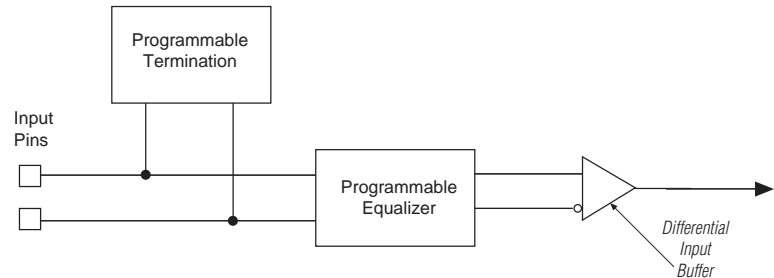 Programmable
Termination
Input
Pins
Programmable
Equalizer
Differential
Input
Buffer